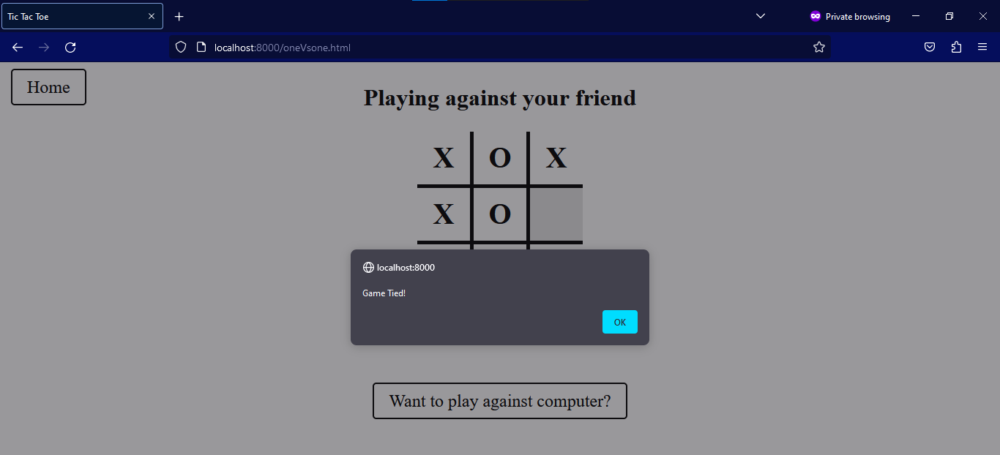 Tic Tac Toe
Private browsing
localhost:8000/oneVsone.html
Home
Playing against your friend
X O X
X O
localhost:8000
Game Tied!
OK
Want to play against computer?